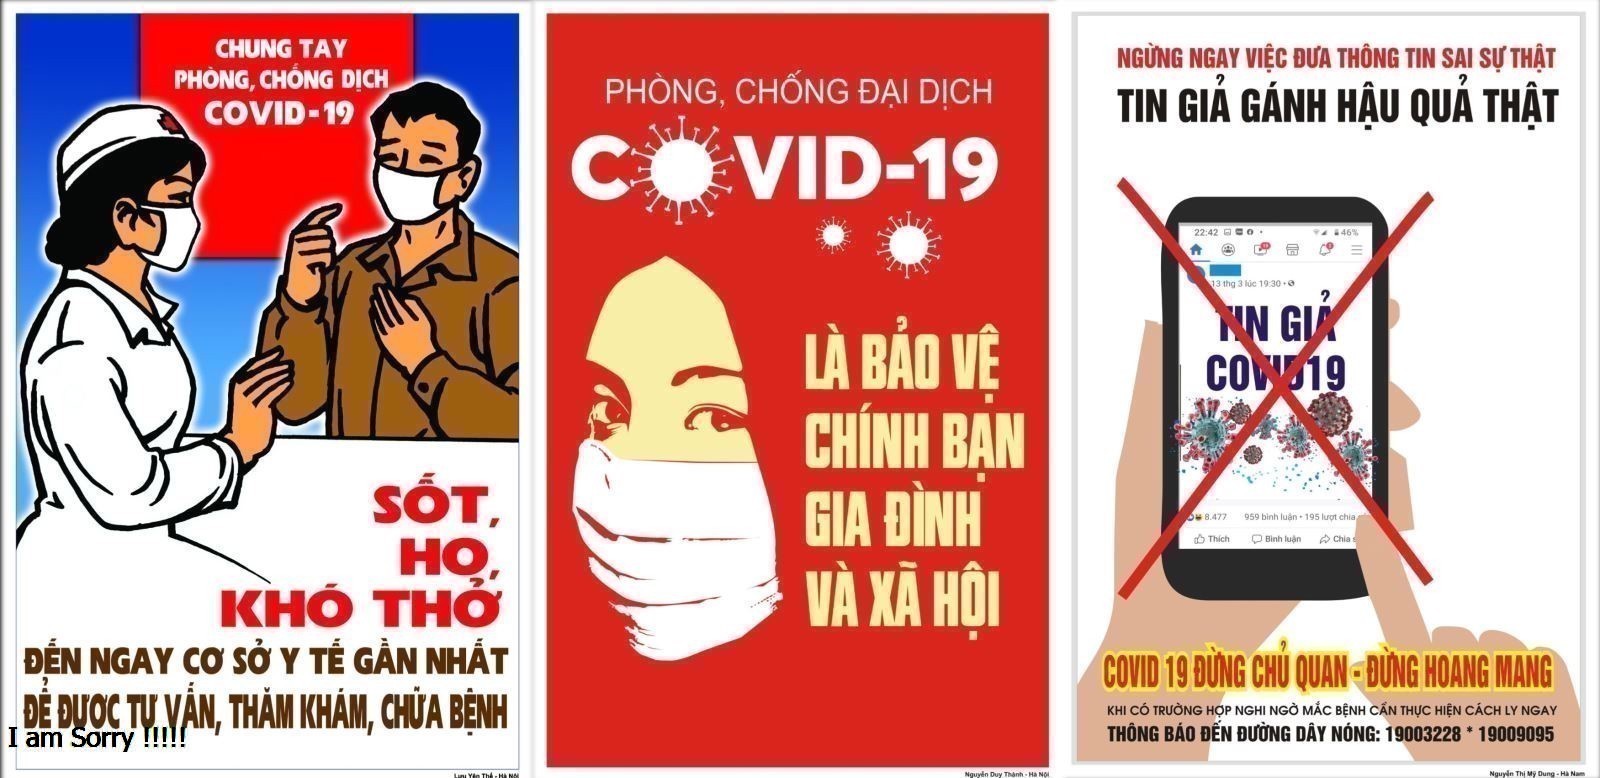 CHUNG TAY
PHÒNG, CHỐNG DỊCH
COVID-19
SỐT,
HO,
KHÓ THỞ
ĐẾN NGAY CƠ SỞ Y TẾ GẦN NHẤT
ĐỂ ĐƯỢC TƯ VẤN, THĂM KHÁM, CHỮA BỆNH
I am Sorry !!!!!
Lưu Yên Thế - Hà Nội
PHÒNG, CHỐNG ĐẠI DỊCH
COVID-19
LÀ BẢO VỆ
CHÍNH BẠN
GIA ĐÌNH
VÀ XÃ HỘI
Nguyễn Duy Thành - Hà Nội
NGỪNG NGAY VIỆC ĐƯA THÔNG TIN SAI SỰ THẬT
TIN GIẢ GÁNH HẬU QUẢ THẬT
22:42 46%
13 thg 3 lúc 19:30
TIN GIẢ
COVID19
8.477 959 bình luận • 195 lượt chia
Thích Bình luận Chia s
COVID 19 ĐỪNG CHỦ QUAN - ĐỪNG HOANG MANG
KHI CÓ TRƯỜNG HỢP NGHI NGỜ MẮC BỆNH CẦN THỰC HIỆN CÁCH LY NGAY
THÔNG BÁO ĐẾN ĐƯỜNG DÂY NÓNG: 19003228 * 19009095
Nguyễn Thị Mỹ Dung - Hà Nam